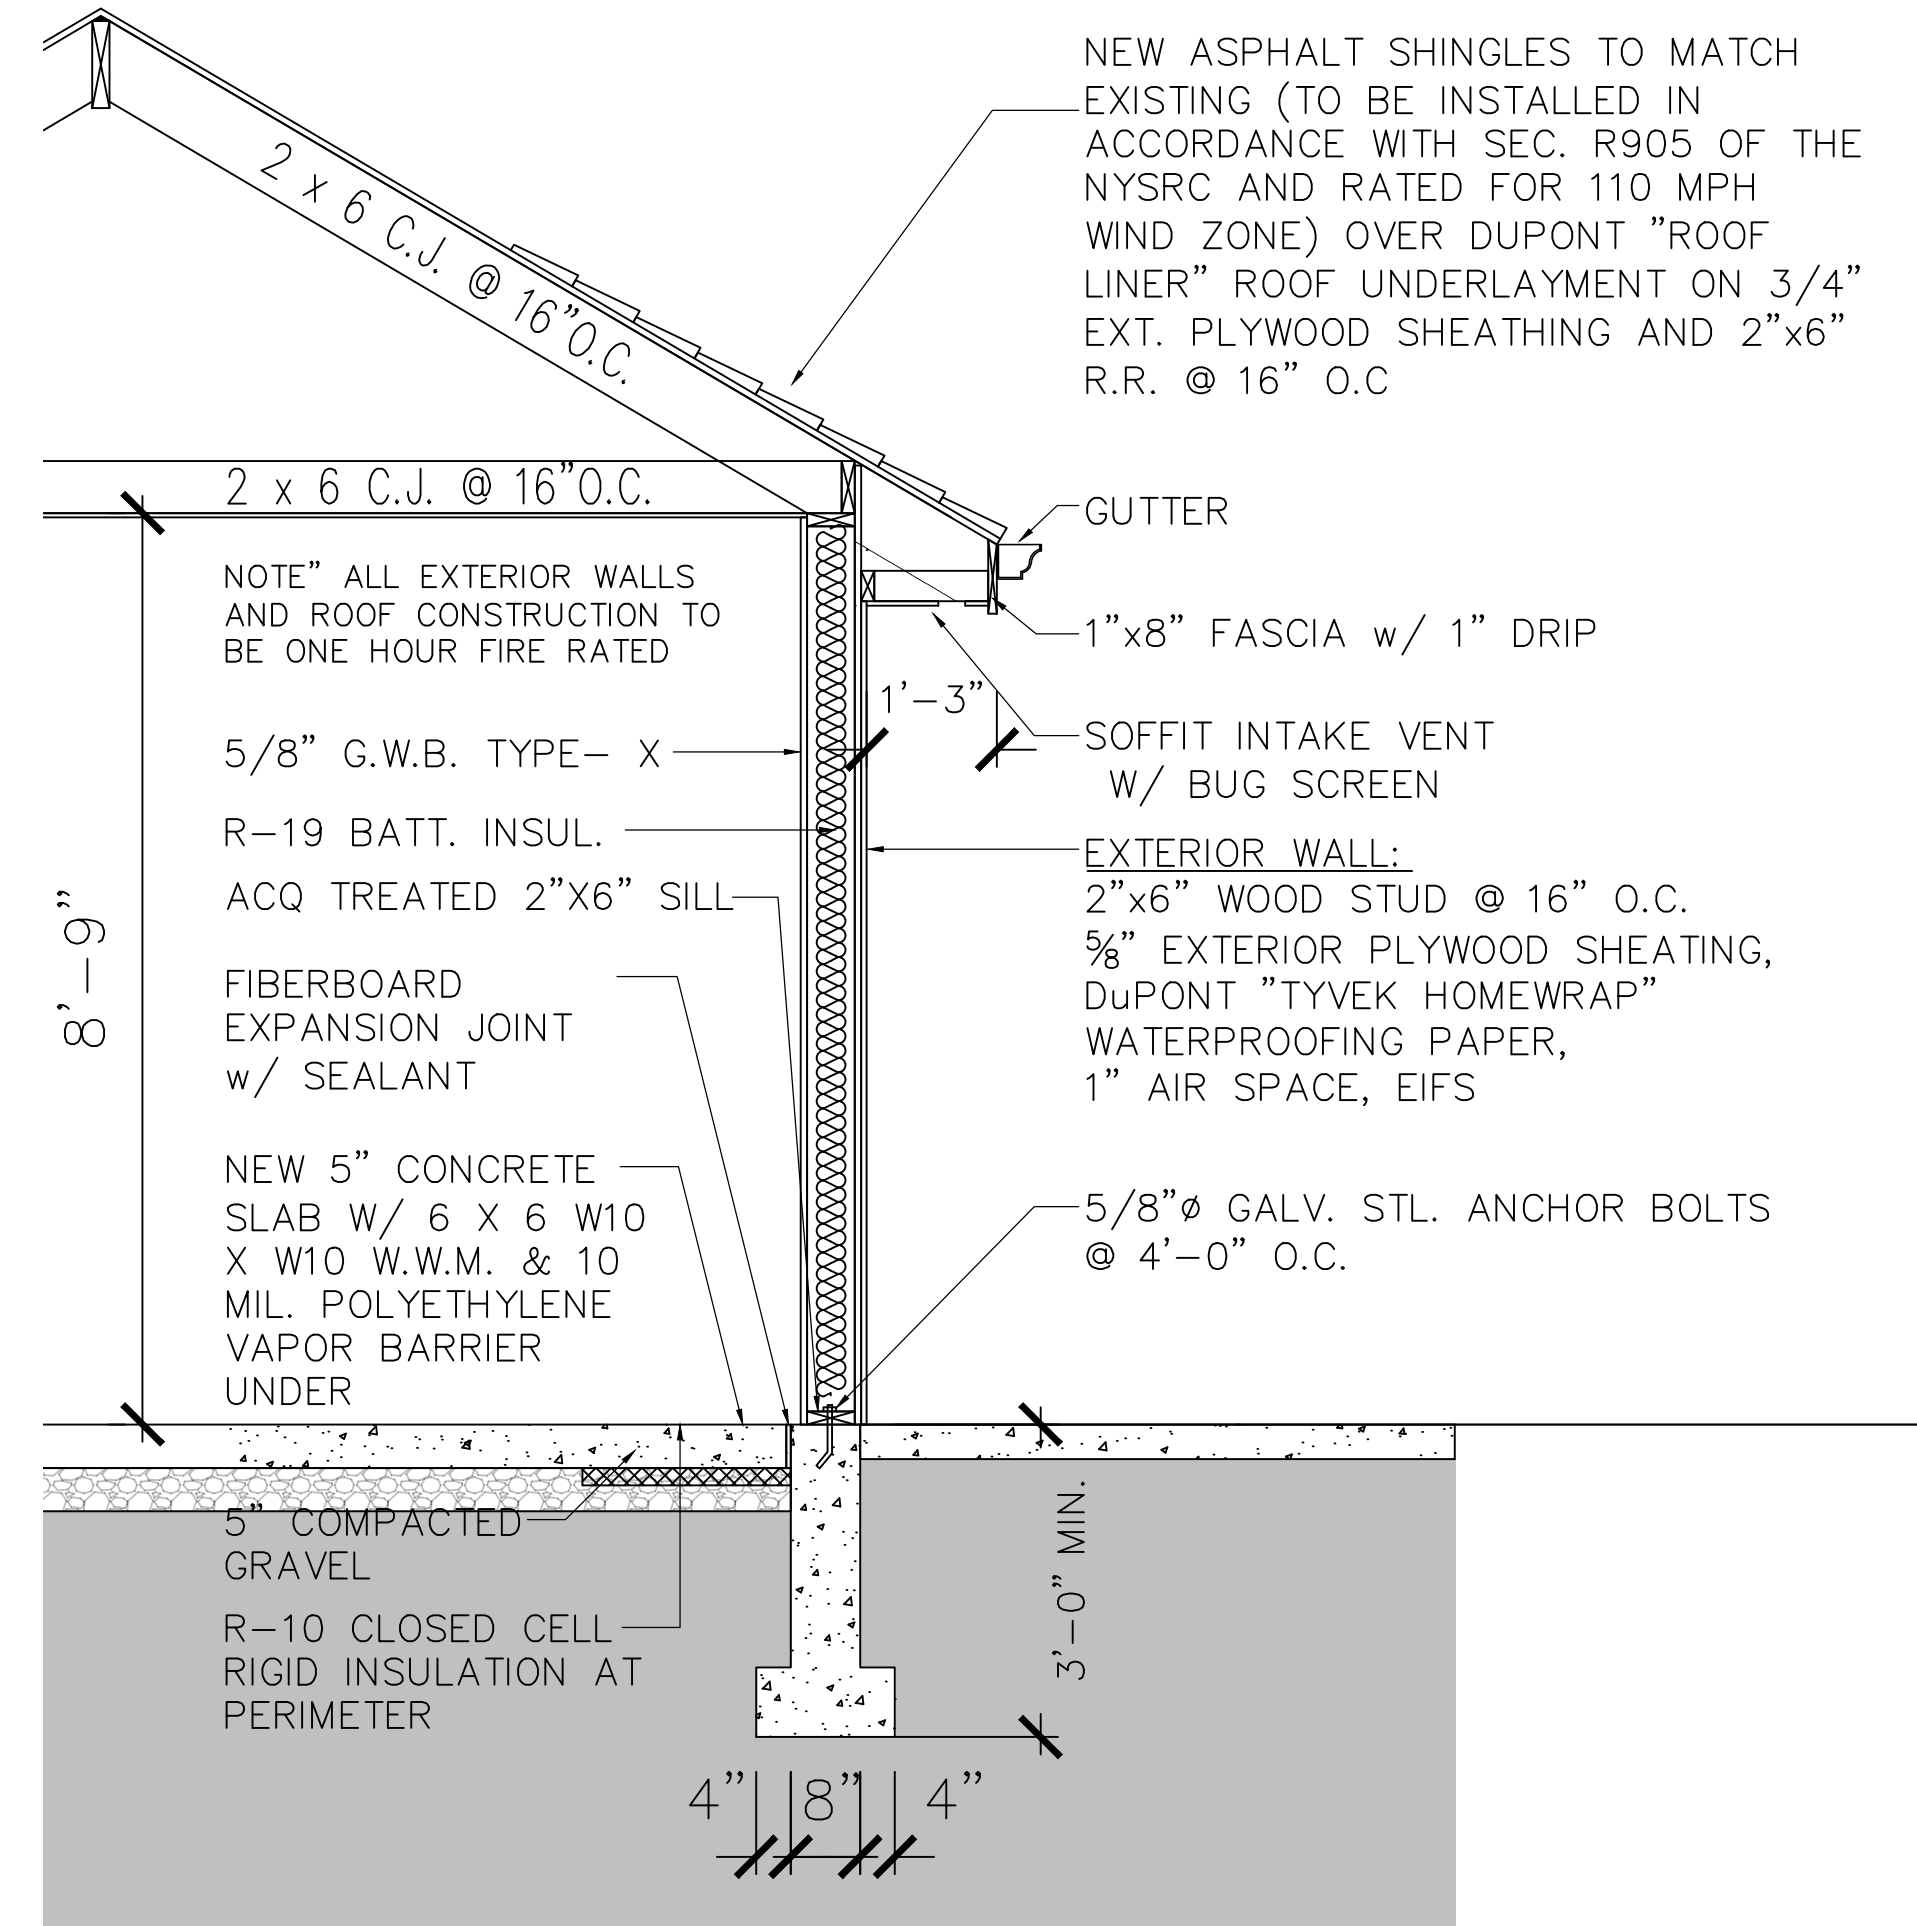 NEW ASPHALT SHINGLES TO MATCH
EXISTING (TO BE INSTALLED IN
ACCORDANCE WITH SEC. R905 OF THE
NYSRC AND RATED FOR 110 MPH
WIND ZONE) OVER DUPONT "ROOF
LINER" ROOF UNDERLAYMENT ON 3/4"
EXT. PLYWOOD SHEATHING AND 2"x6"
R.R. @ 16" O.C
2 x 6 C.J. @ 16"O.C.
2 x 6 C.J. @ 16"O.C.
GUTTER
NOTE" ALL EXTERIOR WALLS
AND ROOF CONSTRUCTION TO
BE ONE HOUR FIRE RATED
1"x8" FASCIA w/ 1" DRIP
1'-3"
SOFFIT INTAKE VENT
W/ BUG SCREEN
5/8" G.W.B. TYPE- X
R-19 BATT. INSUL.
ACQ TREATED 2"X6" SILL
8'-9"
FIBERBOARD
EXPANSION JOINT
w/ SEALANT
EXTERIOR WALL:
2"x6" WOOD STUD @ 16" O.C.
⅝" EXTERIOR PLYWOOD SHEATING,
DuPONT "TYVEK HOMEWRAP"
WATERPROOFING PAPER,
1" AIR SPACE, EIFS
NEW 5" CONCRETE
SLAB W/ 6 X 6 W10
X W10 W.W.M. & 10
MIL. POLYETHYLENE
VAPOR BARRIER
UNDER
5/8"ø GALV. STL. ANCHOR BOLTS
@ 4'-0" O.C.
5" COMPACTED
GRAVEL
R-10 CLOSED CELL
RIGID INSULATION AT
PERIMETER
3'-0" MIN.
4"
8"
4"